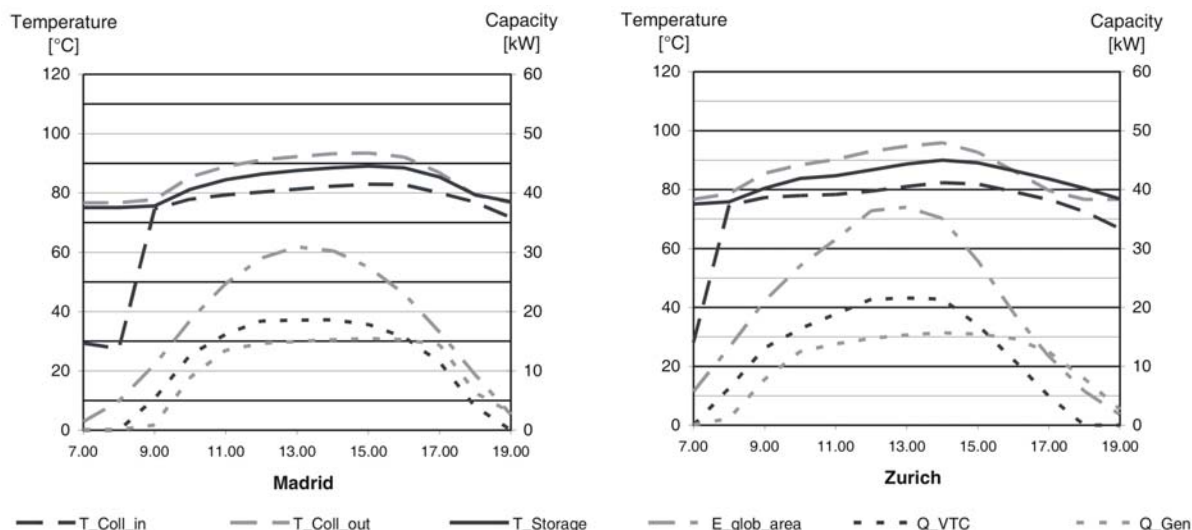 Temperature Capacity
[°C] [kW]
120 60
100 50
80 40
60 30
40 20
20 10
0 0
7.00 9.00 11.00 13.00 15.00 17.00 19.00
Madrid
Temperature Capacity
[°C] [kW]
120 60
100 50
80 40
60 30
40 20
20 10
0 0
7.00 9.00 11.00 13.00 15.00 17.00 19.00
Zurich
T_Coll_in T_Coll_out T_Storage E_glob_area Q_VTC Q_Gen